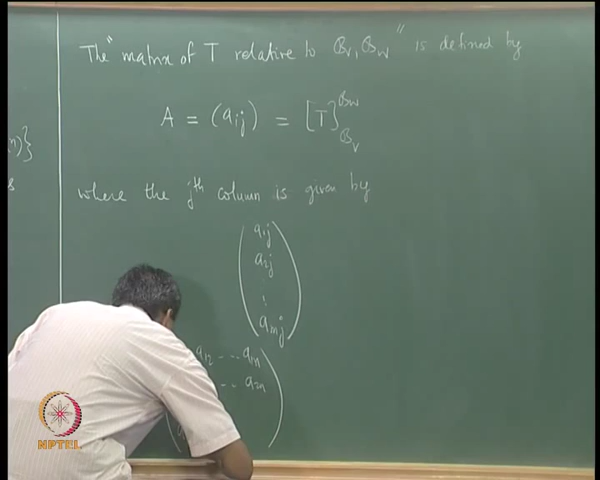 The "matrix of T relative to B_V, B_W" is defined by
n)}
A = (a_ij) = [T]_{B_V}^{B_W}
where the j^th column is given by
a_1j
a_2j
:
a_mj
a_12 ... a_1n
... a_2n
NPTEL